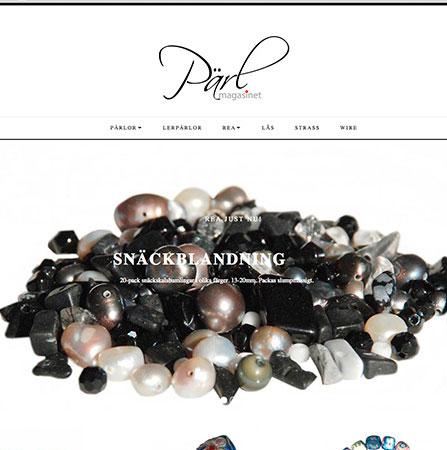 Pärl
magasinet
PÄRLOR
LERPÄRLOR
REA
LÅS
STRASS
WIRE
REA JUST NU!
SNÄCKBLANDNING
20-pack snäckskalshumlingar i olika färger. 13-20mm. Packas slumpmässigt.